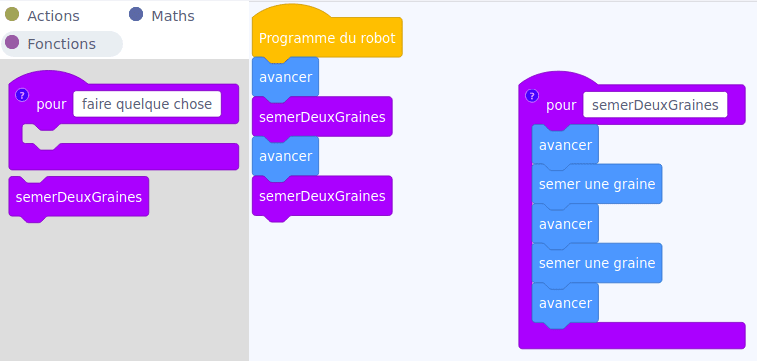 Actions
Maths
Fonctions
? pour faire quelque chose
semerDeuxGraines
Programme du robot
avancer
semerDeuxGraines
avancer
semerDeuxGraines
? pour semerDeuxGraines
avancer
semer une graine
avancer
semer une graine
avancer